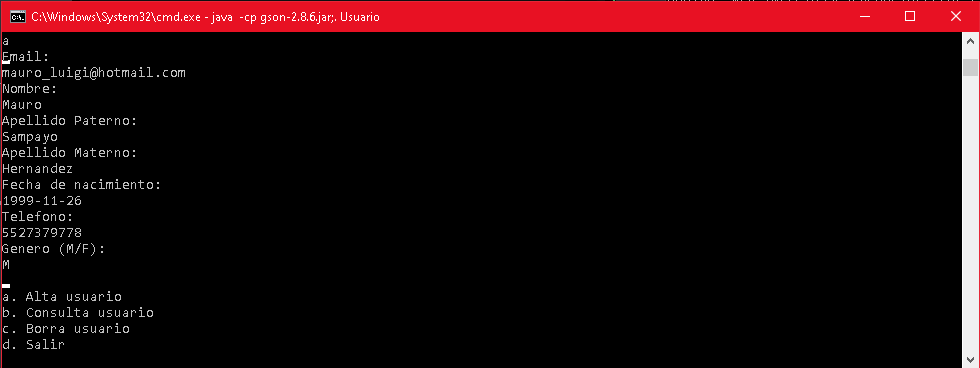 C:\Windows\System32\cmd.exe - java -cp gson-2.8.6.jar;. Usuario
a
Email:
mauro_luigi@hotmail.com
Nombre:
Mauro
Apellido Paterno:
Sampayo
Apellido Materno:
Hernandez
Fecha de nacimiento:
1999-11-26
Telefono:
5527379778
Genero (M/F):
M
a. Alta usuario
b. Consulta usuario
c. Borra usuario
d. Salir